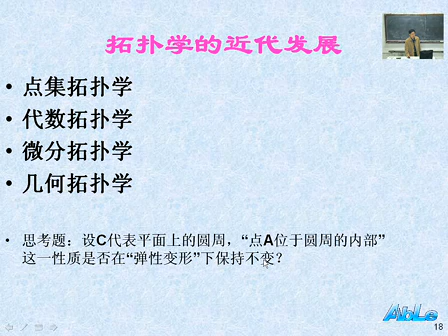 拓扑学的近代发展
• 点集拓扑学
• 代数拓扑学
• 微分拓扑学
• 几何拓扑学
• 思考题：设C代表平面上的圆周，“点A位于圆周的内部”
这一性质是否在“弹性变形”下保持不变？
AbLe
18